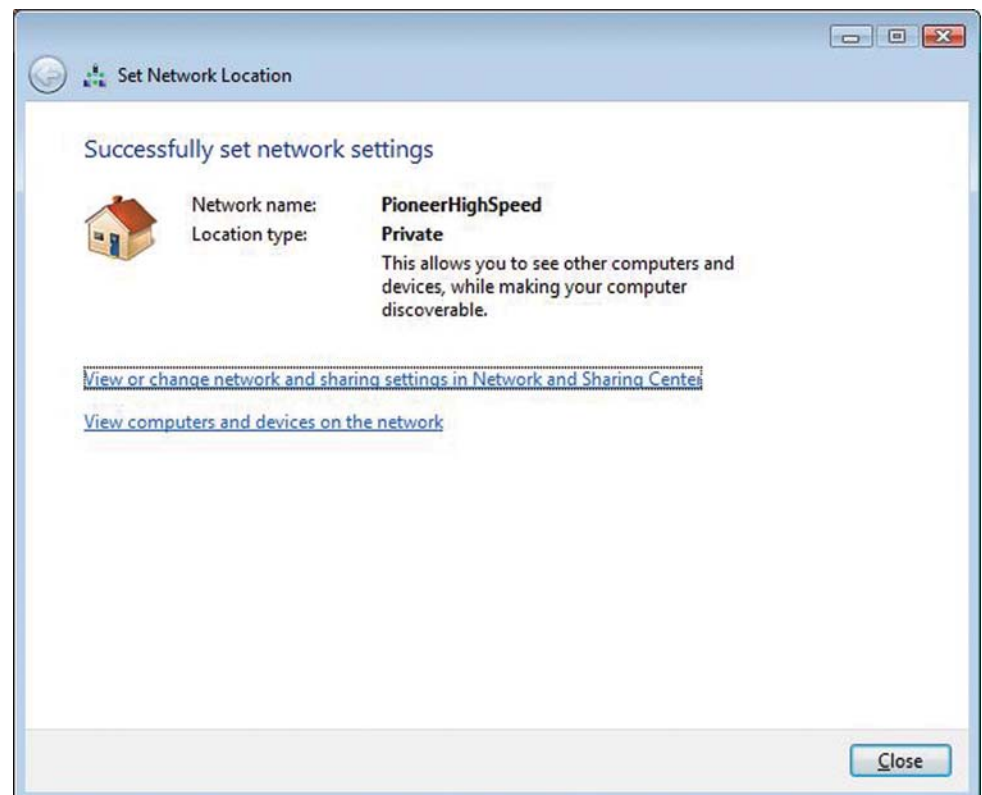 Set Network Location
Successfully set network settings
Network name: PioneerHighSpeed
Location type: Private
This allows you to see other computers and
devices, while making your computer
discoverable.
View or change network and sharing settings in Network and Sharing Center
View computers and devices on the network
Close